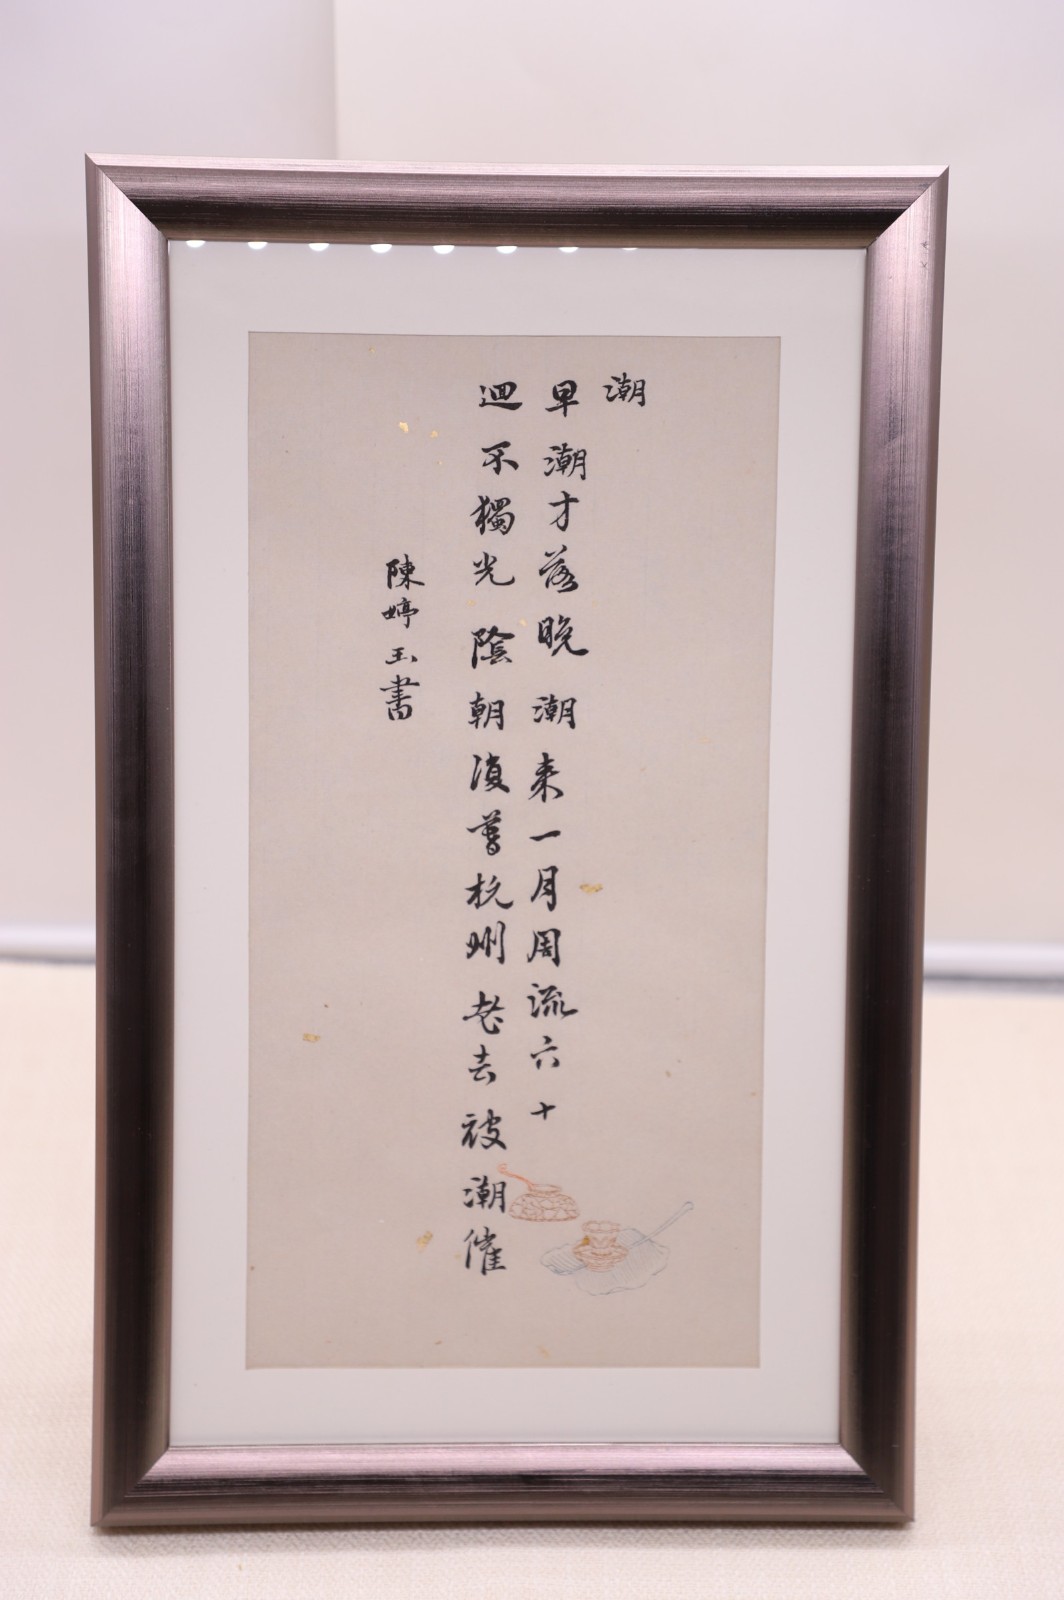 潮
早潮才落晚潮来一月周流六十
迴不獨光陰朝復暮杭州老去被潮催
陳婷玉書